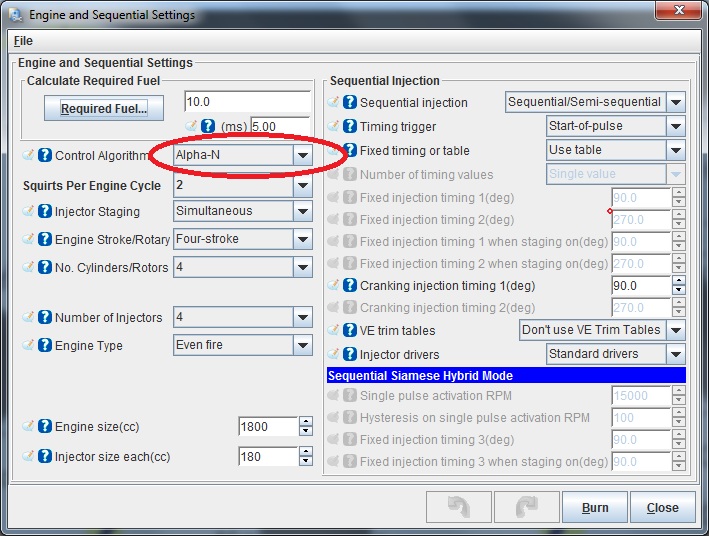 Engine and Sequential Settings
File
Engine and Sequential Settings
Calculate Required Fuel
Required Fuel...
10.0
(ms) 5.00
Control Algorithm Alpha-N
Squirts Per Engine Cycle 2
Injector Staging Simultaneous
Engine Stroke/Rotary Four-stroke
No. Cylinders/Rotors 4
Number of Injectors 4
Engine Type Even fire
Engine size(cc) 1800
Injector size each(cc) 180
Sequential Injection
Sequential injection Sequential/Semi-sequential
Timing trigger Start-of-pulse
Fixed timing or table Use table
Number of timing values Single value
Fixed injection timing 1(deg) 90.0
Fixed injection timing 2(deg) 270.0
Fixed injection timing 1 when staging on(deg) 90.0
Fixed injection timing 2 when staging on(deg) 270.0
Cranking injection timing 1(deg) 90.0
Cranking injection timing 2(deg) 270.0
VE trim tables Don't use VE Trim Tables
Injector drivers Standard drivers
Sequential Siamese Hybrid Mode
Single pulse activation RPM 15000
Hysteresis on single pulse activation RPM 100
Fixed injection timing 3(deg) 90.0
Fixed injection timing 3 when staging on(deg) 90.0
Burn Close